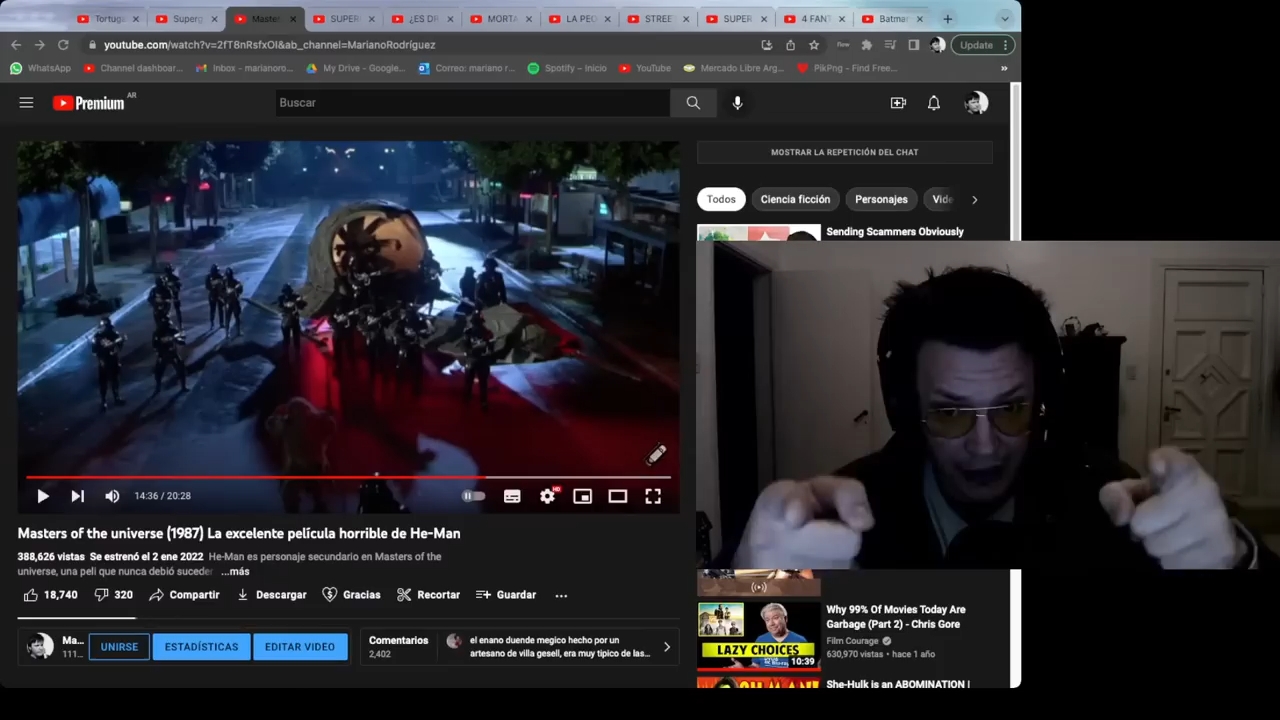 Tortug
Superg
Master
SUPER
¿ES DI
MORTA
LA PEO
STREE
SUPER
4 FANT
Batma
youtube.com/watch?v=2fT8nRsfxOI&ab_channel=MarianoRodríguez
Update
WhatsApp
Channel dashboar...
Inbox - marianoro...
My Drive - Google...
Correo: mariano r...
Spotify – Inicio
YouTube
Mercado Libre Arg...
PikPng - Find Free...
»
Premium AR
Buscar
MOSTRAR LA REPETICIÓN DEL CHAT
Todos
Ciencia ficción
Personajes
Vide
Sending Scammers Obviously
14:36 / 20:28
HD
Masters of the universe (1987) La excelente película horrible de He-Man
388,626 vistas Se estrenó el 2 ene 2022 He-Man es personaje secundario en Masters of the
universe, una peli que nunca debió suceder ...más
18,740
320
Compartir
Descargar
Gracias
Recortar
Guardar
Ma...
111...
UNIRSE
ESTADÍSTICAS
EDITAR VIDEO
Comentarios
2,402
el enano duende megico hecho por un
artesano de villa gesell, era muy tipico de las...
LAZY CHOICES
10:39
Why 99% Of Movies Today Are
Garbage (Part 2) - Chris Gore
Film Courage
630,970 vistas • hace 1 año
She-Hulk is an ABOMINATION |